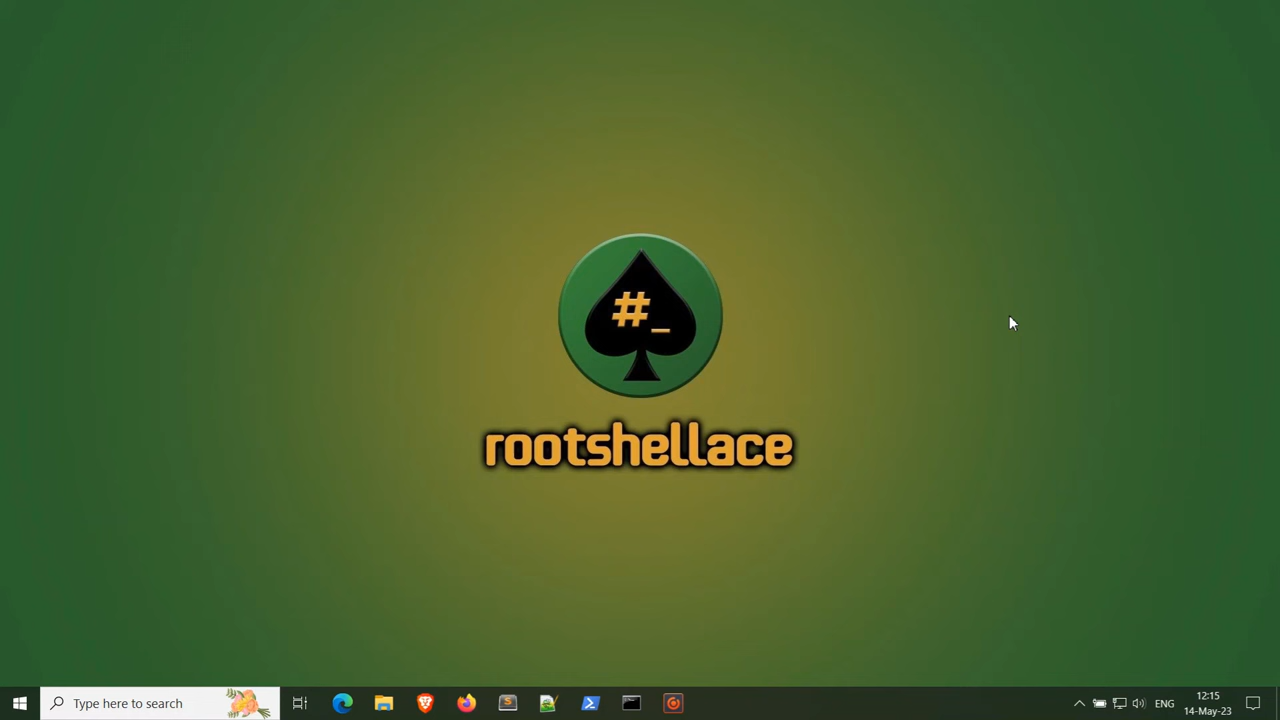 #_
rootshellace
Type here to search
ENG
12:15
14-May-23